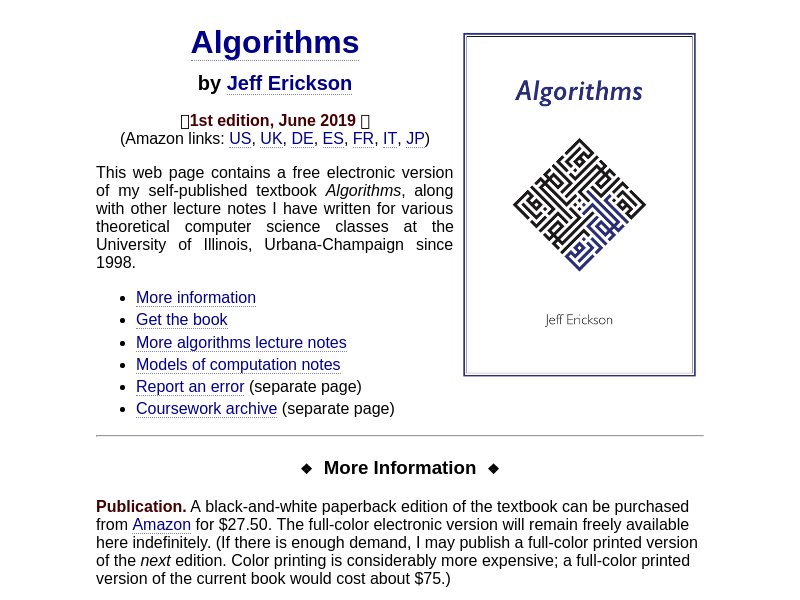 Algorithms
by Jeff Erickson
1st edition, June 2019
(Amazon links: US, UK, DE, ES, FR, IT, JP)
This web page contains a free electronic version
of my self-published textbook Algorithms, along
with other lecture notes I have written for various
theoretical computer science classes at the
University of Illinois, Urbana-Champaign since
1998.
• More information
• Get the book
• More algorithms lecture notes
• Models of computation notes
• Report an error (separate page)
• Coursework archive (separate page)
Algorithms
Jeff Erickson
◆ More Information ◆
Publication. A black-and-white paperback edition of the textbook can be purchased
from Amazon for $27.50. The full-color electronic version will remain freely available
here indefinitely. (If there is enough demand, I may publish a full-color printed version
of the next edition. Color printing is considerably more expensive; a full-color printed
version of the current book would cost about $75.)